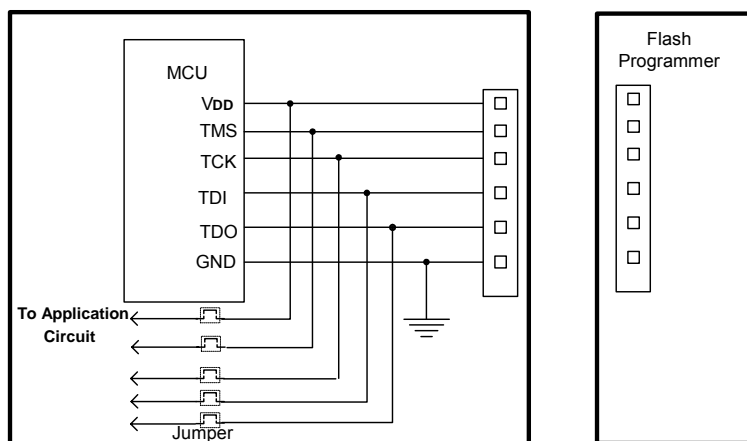 MCU
VDD
TMS
TCK
TDI
TDO
GND
To Application
Circuit
Jumper
Flash
Programmer